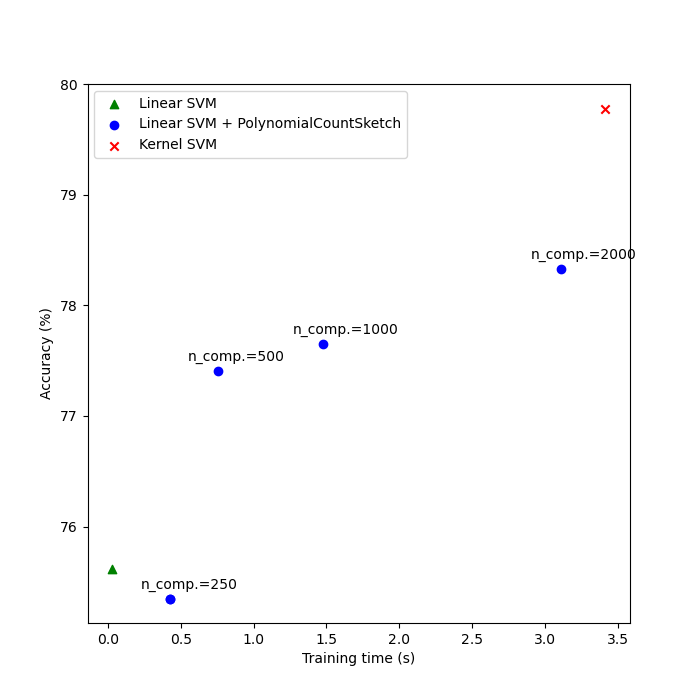 80
Linear SVM
Linear SVM + PolynomialCountSketch
Kernel SVM
79
n_comp.=2000
78
n_comp.=1000
n_comp.=500
Accuracy (%)
77
76
n_comp.=250
0.0 0.5 1.0 1.5 2.0 2.5 3.0 3.5
Training time (s)